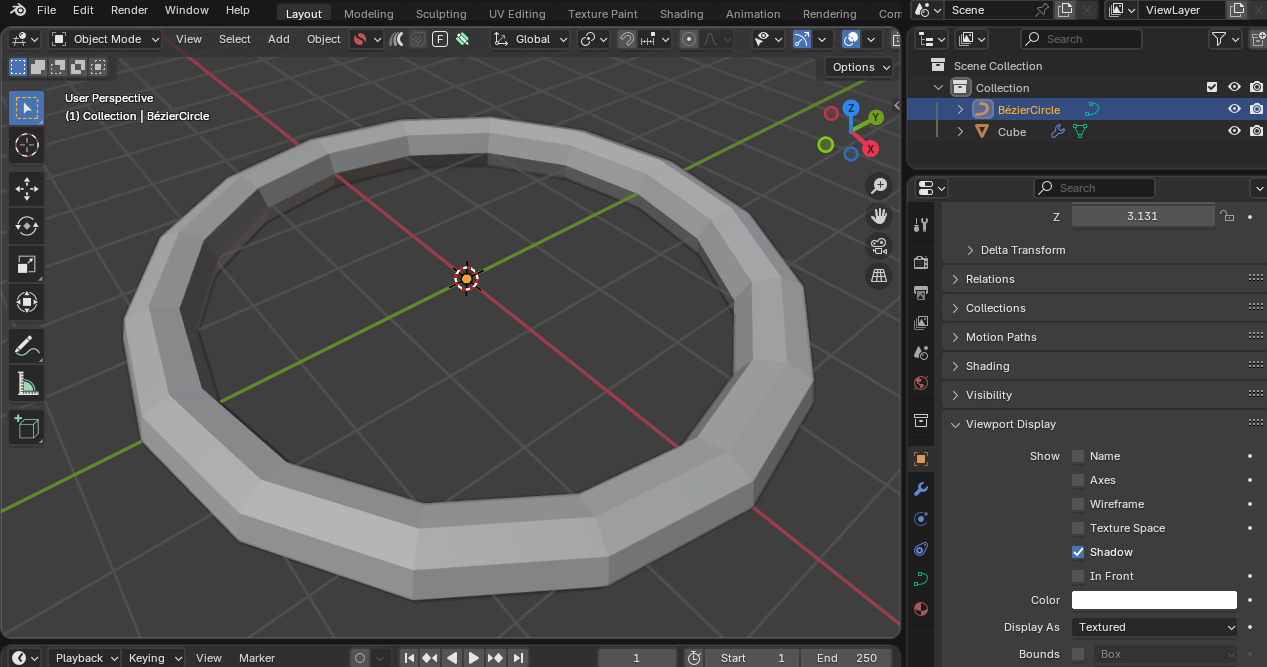 File Edit Render Window Help Layout Modeling Sculpting UV Editing Texture Paint Shading Animation Rendering Com Scene ViewLayer
Object Mode View Select Add Object F Global Search
Options
Scene Collection
Collection
BézierCircle
Cube
User Perspective
(1) Collection | BézierCircle
Z
Y
X
Search
Z 3.131
Delta Transform
Relations
Collections
Motion Paths
Shading
Visibility
Viewport Display
Show Name
Axes
Wireframe
Texture Space
Shadow
In Front
Color
Display As Textured
Bounds Box
Playback Keying View Marker 1 Start 1 End 250